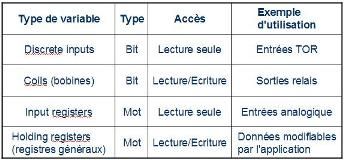 Type de variable Type Accès Exemple
d'utilisation
Discrete inputs Bit Lecture seule Entrées TOR
Coils (bobines) Bit Lecture/Ecriture Sorties relais
Input registers Mot Lecture seule Entrées analogique
Holding registers Mot Lecture/Ecriture Données modifiables
(registres généraux) par l'application